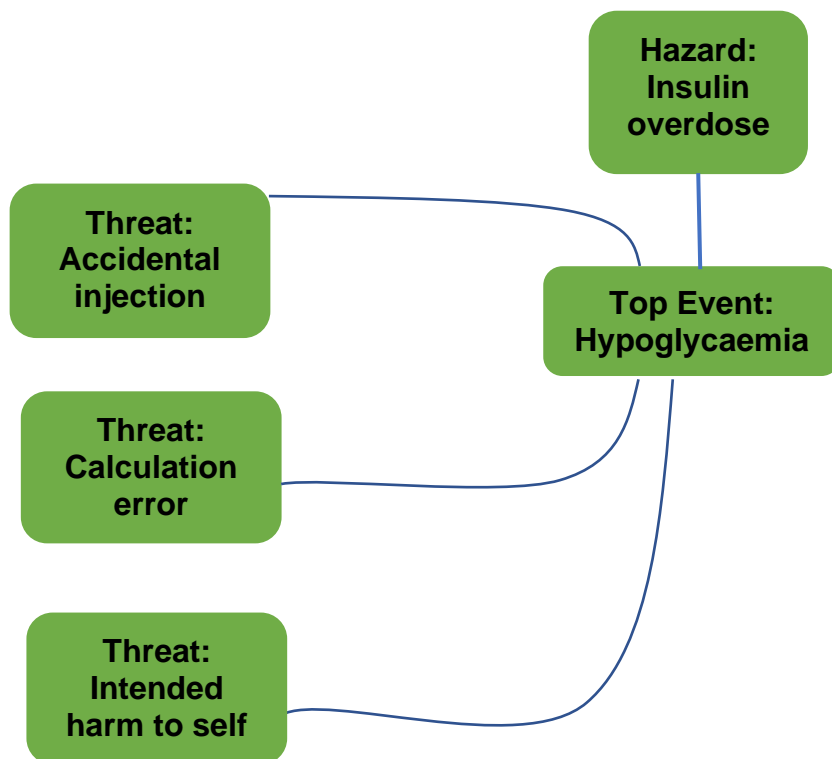 Hazard:
Insulin
overdose
Threat:
Accidental
injection
Top Event:
Hypoglycaemia
Threat:
Calculation
error
Threat:
Intended
harm to self